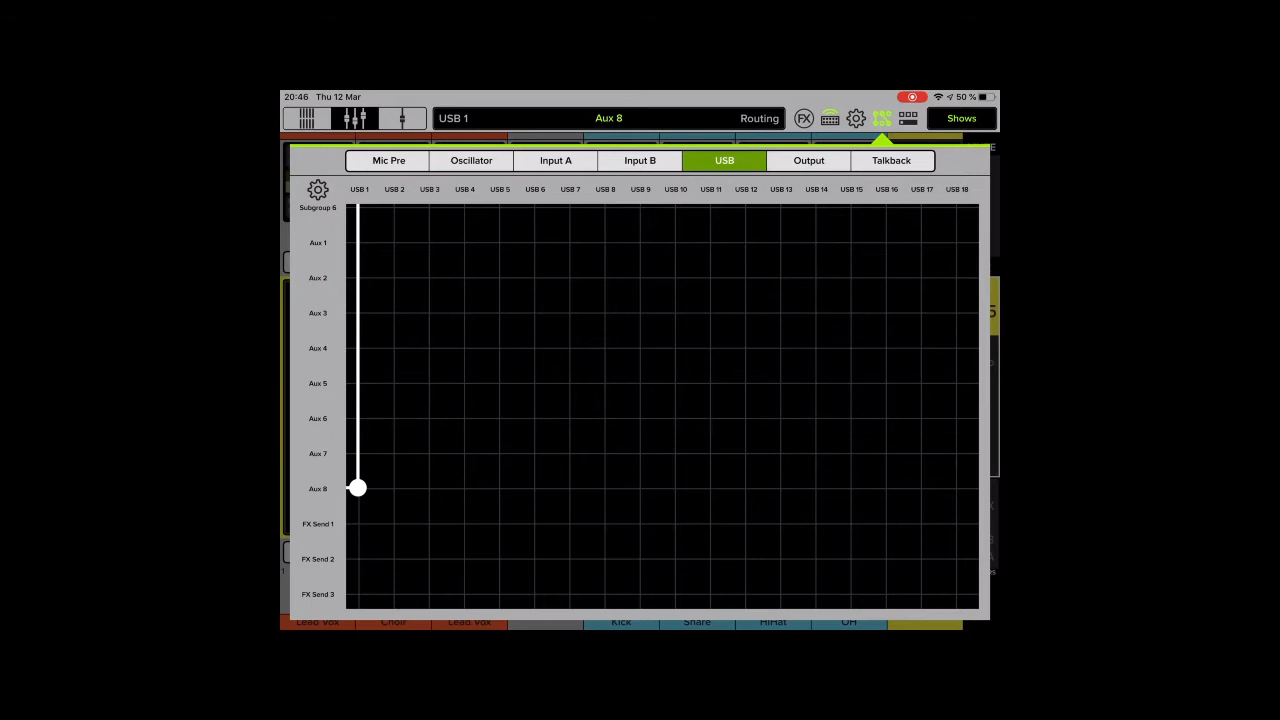 20:46 Thu 12 Mar 50 %
USB 1 Aux 8 Routing FX Shows
Mic Pre Oscillator Input A Input B USB Output Talkback
USB 1 USB 2 USB 3 USB 4 USB 5 USB 6 USB 7 USB 8 USB 9 USB 10 USB 11 USB 12 USB 13 USB 14 USB 15 USB 16 USB 17 USB 18
Subgroup 6
Aux 1
Aux 2
Aux 3
Aux 4
Aux 5
Aux 6
Aux 7
Aux 8
FX Send 1
FX Send 2
FX Send 3
Lead Vox Choir Lead Vox Kick Snare HiHat OH